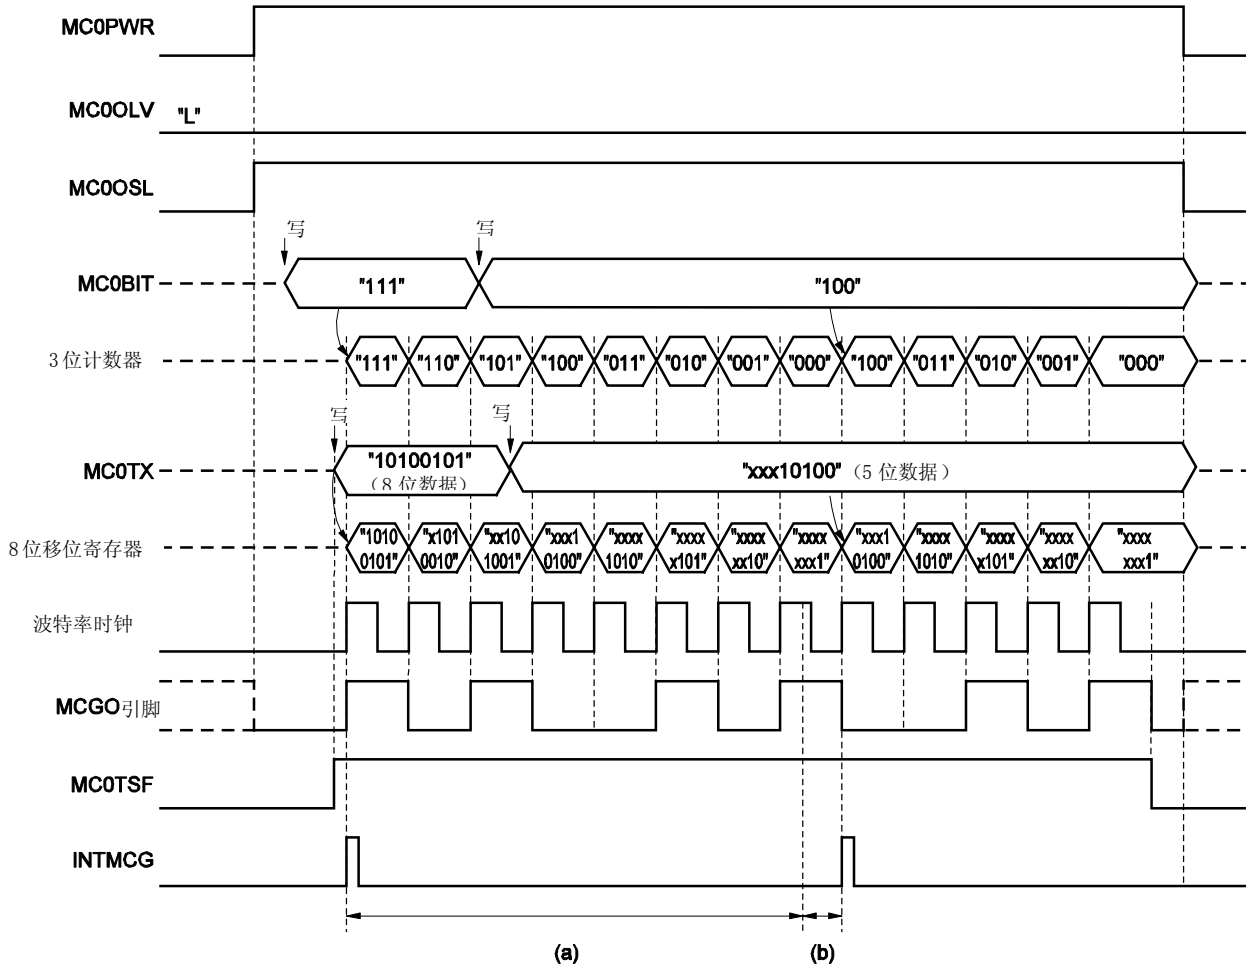 MC0PWR
MC0OLV "L"
MC0OSL
写 写
MC0BIT "111" "100"
3 位计数器 "111" "110" "101" "100" "011" "010" "001" "000" "100" "011" "010" "001" "000"
写 写
MC0TX "10100101" "xxx10100"（5 位数据）
（8 位数据）
8 位移位寄存器
"1010 "x101 "xx10 "xxx1 "xxxx "xxxx "xxxx "xxxx "xxx1 "xxxx "xxxx "xxxx "xxxx
0101" 0010" 1001" 0100" 1010" x101" xx10" xxx1" 0100" 1010" x101" xx10" xxx1"
波特率时钟
MCGO 引脚
MC0TSF
INTMCG
(a) (b)